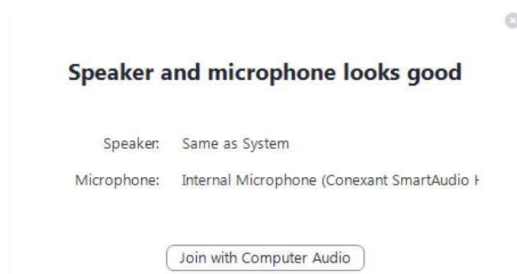 Speaker and microphone looks good
Speaker: Same as System
Microphone: Internal Microphone (Conexant SmartAudio H
Join with Computer Audio